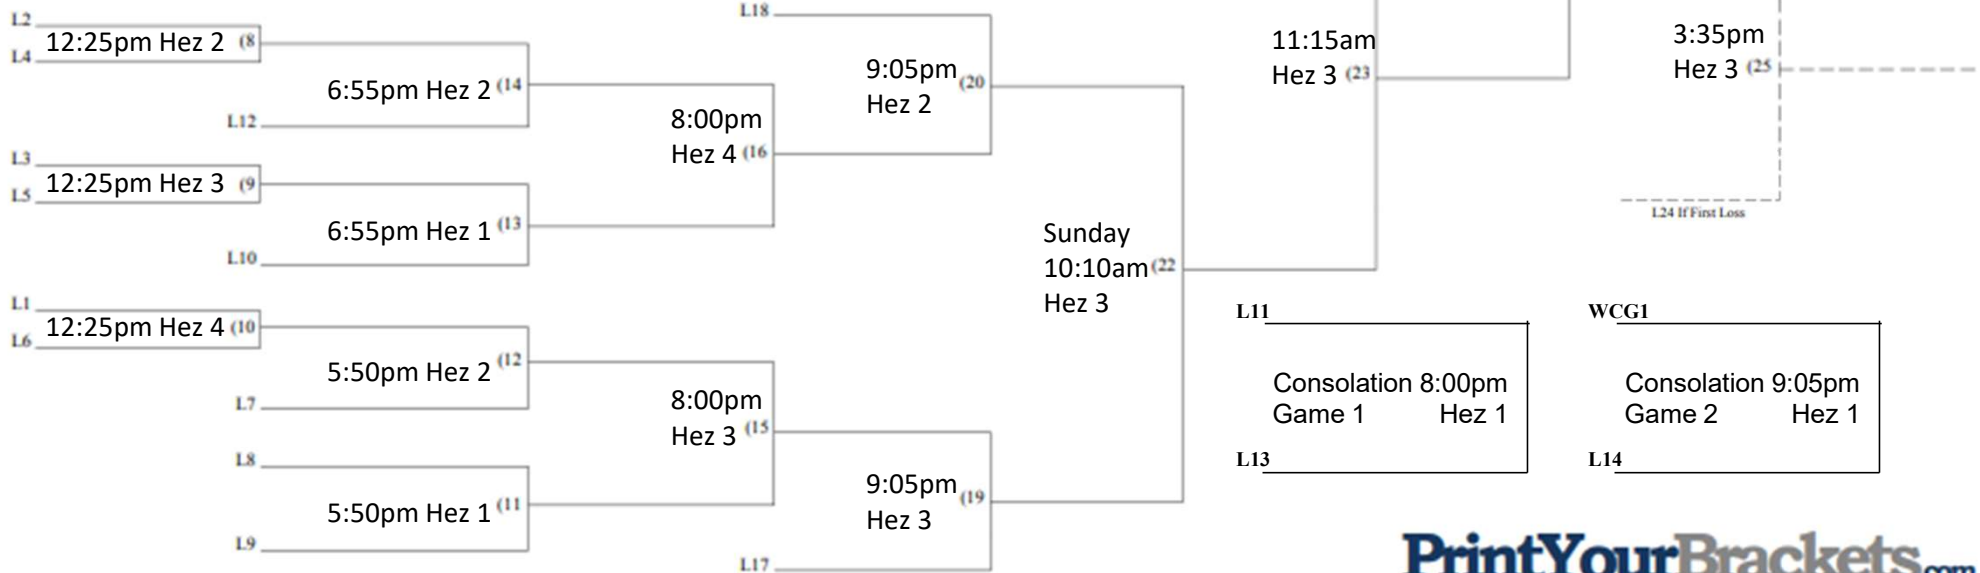 L2
12:25pm Hez 2 (8
L4
6:55pm Hez 2 (14
L12
L3
12:25pm Hez 3 (9
L5
6:55pm Hez 1 (13
L10
8:00pm
Hez 4 (16
L1
12:25pm Hez 4 (10
L6
5:50pm Hez 2 (12
L7
L8
5:50pm Hez 1 (11
L9
8:00pm
Hez 3 (15
L18
9:05pm (20
Hez 2
9:05pm (19
Hez 3
L17
Sunday
10:10am (22
Hez 3
11:15am
Hez 3 (23
3:35pm
Hez 3 (25
L24 If First Loss
L11
Consolation 8:00pm
Game 1 Hez 1
L13
WCG1
Consolation 9:05pm
Game 2 Hez 1
L14
PrintYourBrackets.com